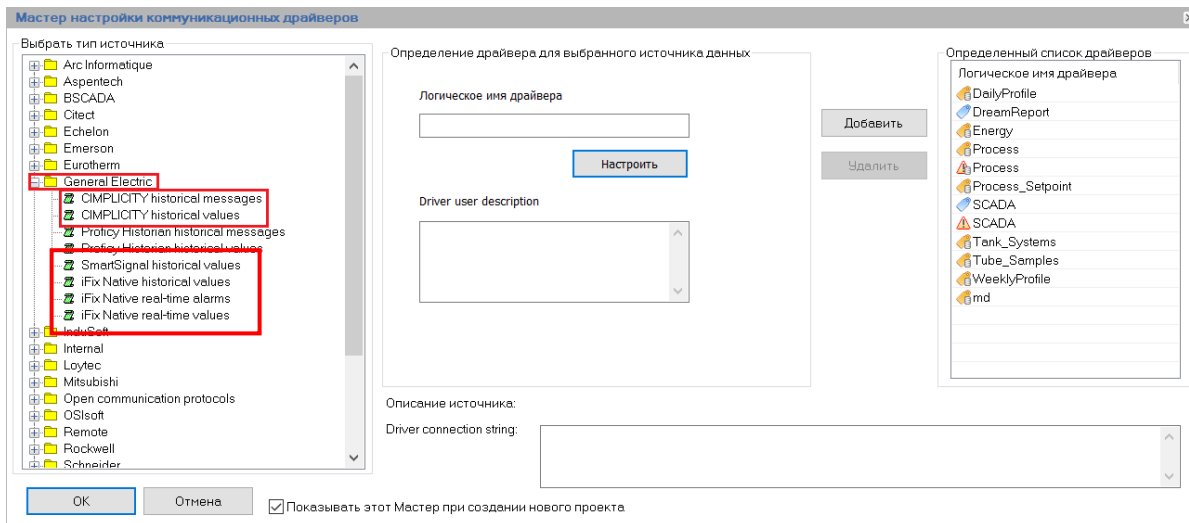 Мастер настройки коммуникационных драйверов
Выбрать тип источника
Arc Informatique
Aspentech
BSCADA
Citect
Echelon
Emerson
Eurotherm
General Electric
CIMPLICITY historical messages
CIMPLICITY historical values
Proficy Historian historical messages
Proficy Historian historical values
SmartSignal historical values
iFix Native historical values
iFix Native real-time alarms
iFix Native real-time values
InduSoft
Internal
Loytec
Mitsubishi
Open communication protocols
OSIsoft
Remote
Rockwell
Schneider
Определение драйвера для выбранного источника данных
Логическое имя драйвера
Настроить
Driver user description
Добавить
Удалить
Определенный список драйверов
Логическое имя драйвера
DailyProfile
DreamReport
Energy
Process
Process
Process_Setpoint
SCADA
SCADA
Tank_Systems
Tube_Samples
WeeklyProfile
md
Описание источника:
Driver connection string:
OK
Отмена
Показывать этот Мастер при создании нового проекта